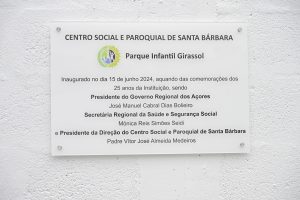 CENTRO SOCIAL E PAROQUIAL DE SANTA BÁRBARA
Parque Infantil Girassol
Inaugurado no dia 15 de junho 2024, aquando das comemorações dos
25 anos da Instituição, sendo
Presidente do Governo Regional dos Açores
José Manuel Cabral Dias Bolieiro
Secretária Regional da Saúde e Segurança Social
Mónica Reis Simões Seidi
e Presidente da Direção do Centro Social e Paroquial de Santa Bárbara
Padre Vitor José Almeida Medeiros